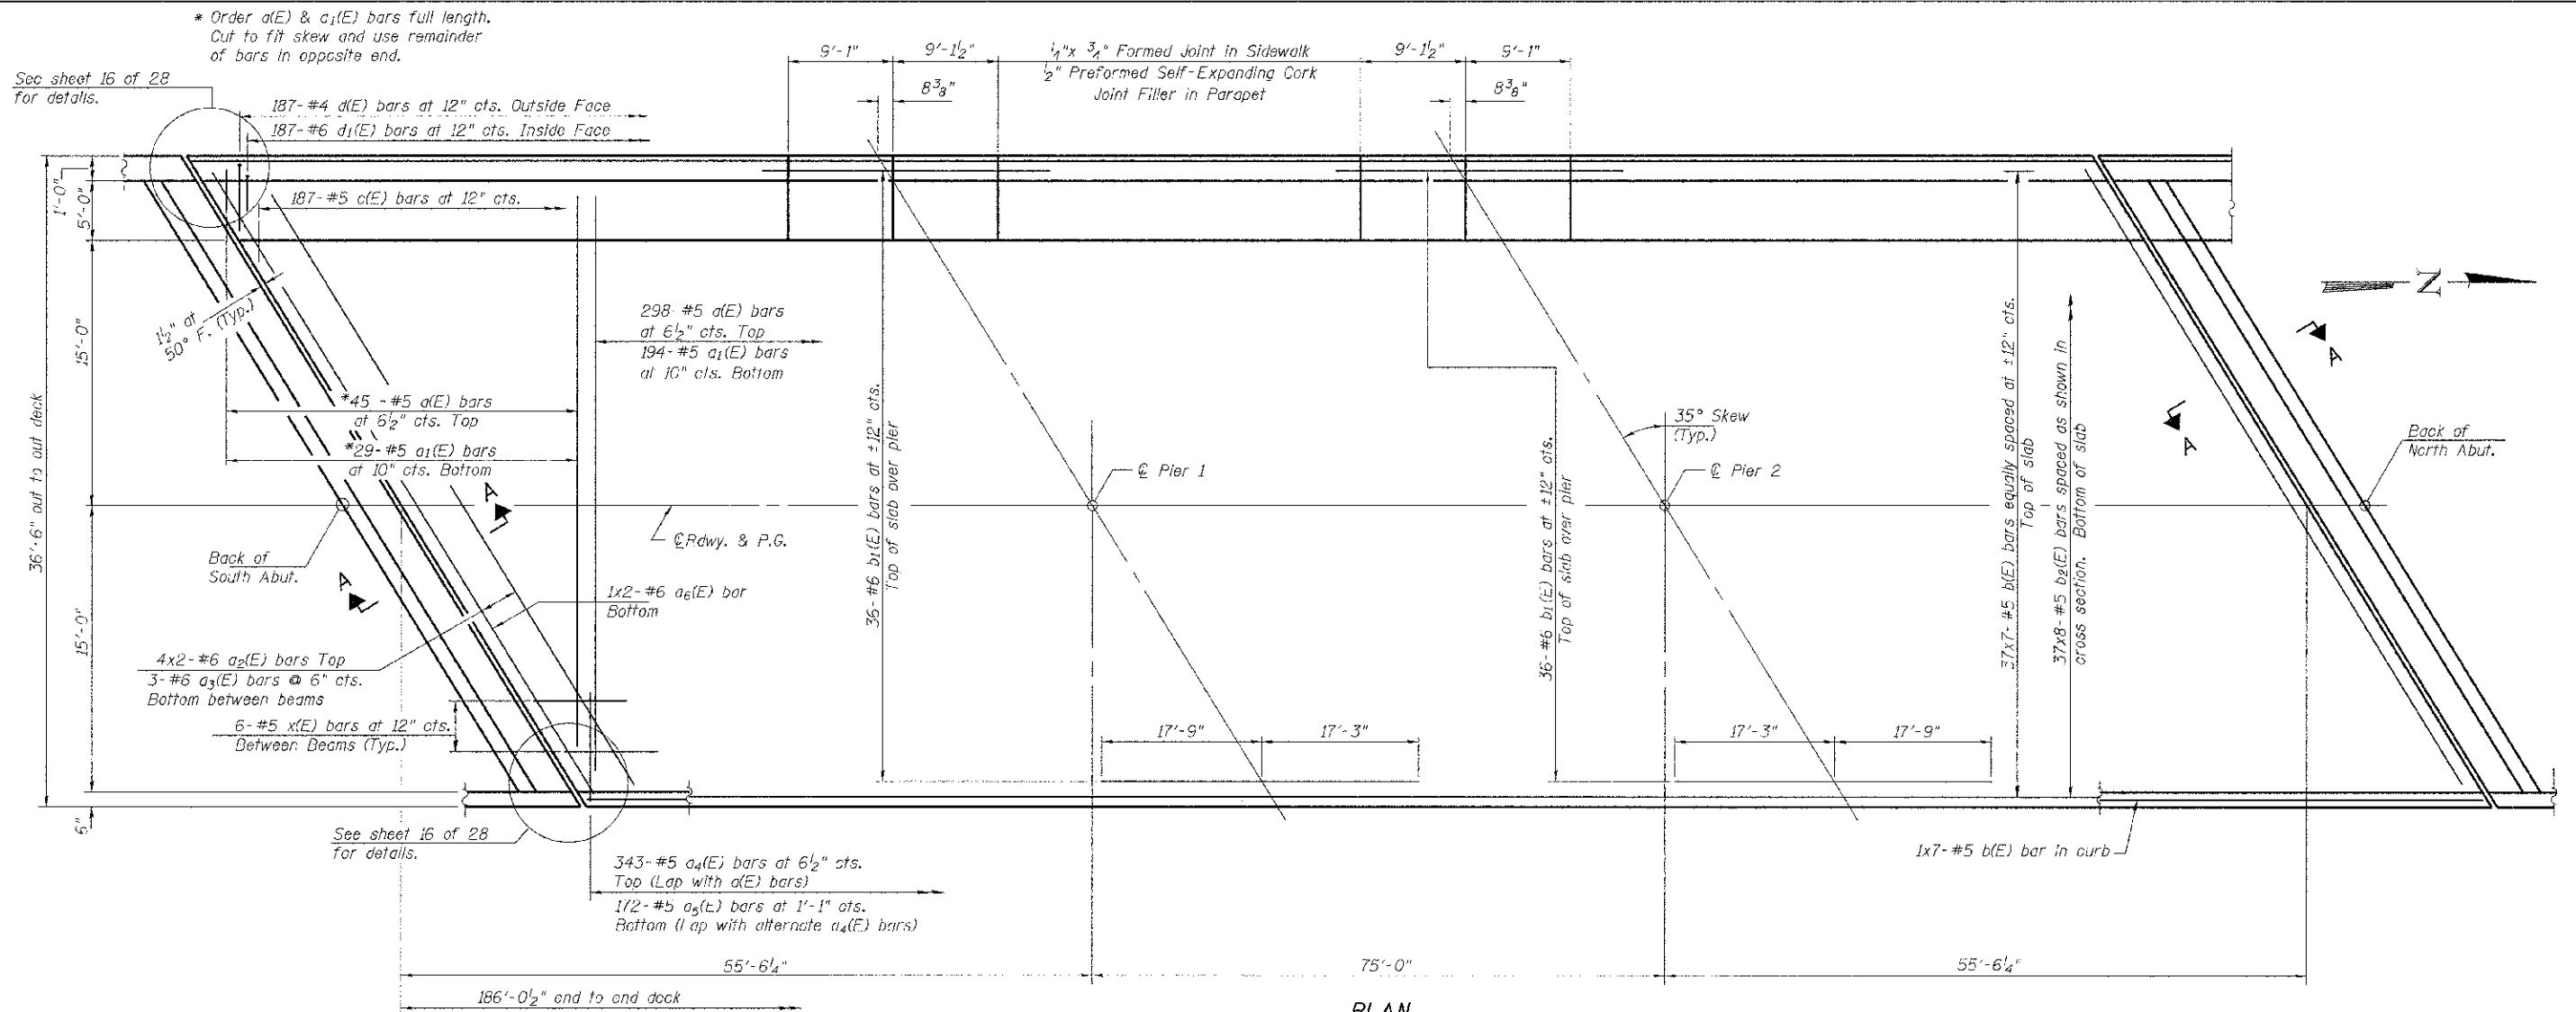 * Order a(E) & a1(E) bars full length.
Cut to fit skew and use remainder
of bars in opposite end.
See sheet 16 of 28
for details.
187-#4 d(E) bars at 12" cts. Outside Face
187-#6 d1(E) bars at 12" cts. Inside Face
187-#5 c(E) bars at 12" cts.
9'-1"
9'-1½"
8⅜"
¼"x ¾" Formed Joint in Sidewalk
½" Preformed Self-Expanding Cork
Joint Filler in Parapet
9'-1½"
9'-1"
8⅜"
1'-0"
5'-0"
15'-0"
36'-6" out to out deck
15'-0"
6"
1½" at
50° F. (Typ.)
298-#5 a(E) bars
at 6½" cts. Top
194-#5 a1(E) bars
at 10" cts. Bottom
*45 -#5 a(E) bars
at 6½" cts. Top
*29-#5 a1(E) bars
at 10" cts. Bottom
A
A
Back of
South Abut.
℄ Rdwy. & P.G.
1x2-#6 a6(E) bar
Bottom
4x2-#6 a2(E) bars Top
3-#6 a3(E) bars @ 6" cts.
Bottom between beams
6-#5 x(E) bars at 12" cts.
Between Beams (Typ.)
See sheet 16 of 28
for details.
36-#6 b1(E) bars at ±12" cts.
Top of slab over pier
℄ Pier 1
36-#6 b1(E) bars at ±12" cts.
Top of slab over pier
35° Skew
(Typ.)
℄ Pier 2
17'-9"
17'-3"
17'-3"
17'-9"
37x7-#5 b(E) bars equally spaced at ±12" cts.
Top of slab
37x8-#5 b2(E) bars spaced as shown in
cross section. Bottom of slab
N
A
A
Back of
North Abut.
1x7-#5 b(E) bar in curb
343-#5 a4(E) bars at 6½" cts.
Top (Lap with a(E) bars)
172-#5 a5(E) bars at 1'-1" cts.
Bottom (Lap with alternate a4(E) bars)
55'-6¼"
75'-0"
55'-6¼"
186'-0½" end to end deck
PLAN